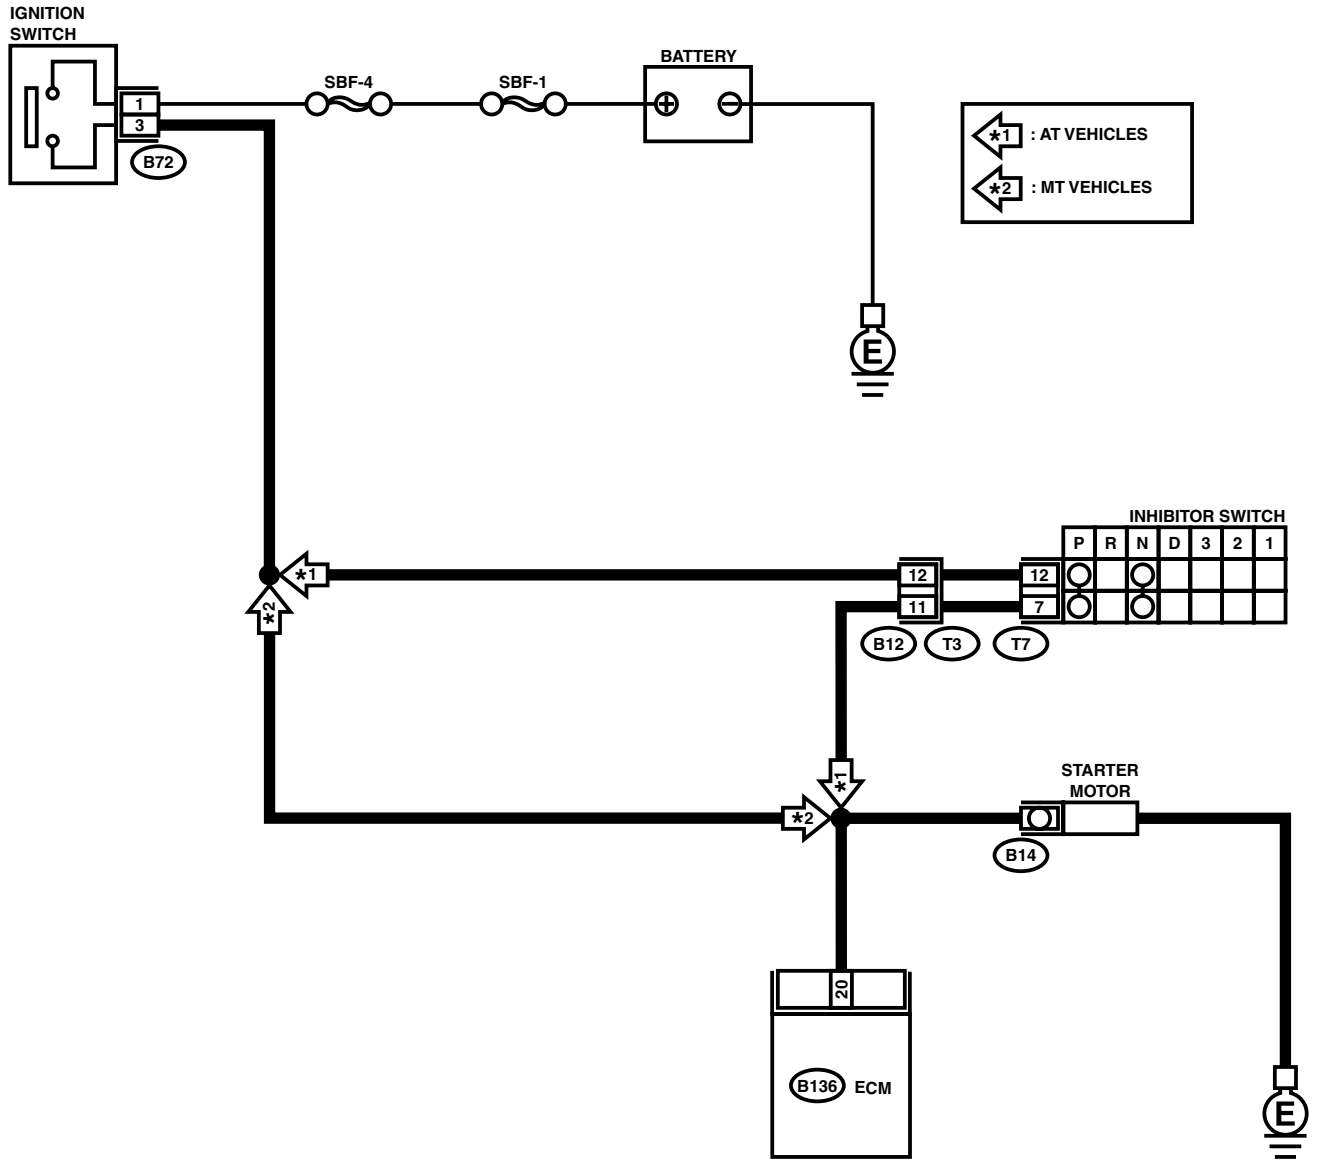 IGNITION
SWITCH
SBF-4
SBF-1
BATTERY
1
3
B72
*1 : AT VEHICLES
*2 : MT VEHICLES
E
INHIBITOR SWITCH
P R N D 3 2 1
*1
12
12
*2
11
7
B12
T3
T7
*1
STARTER
MOTOR
*2
B14
20
B136
ECM
E